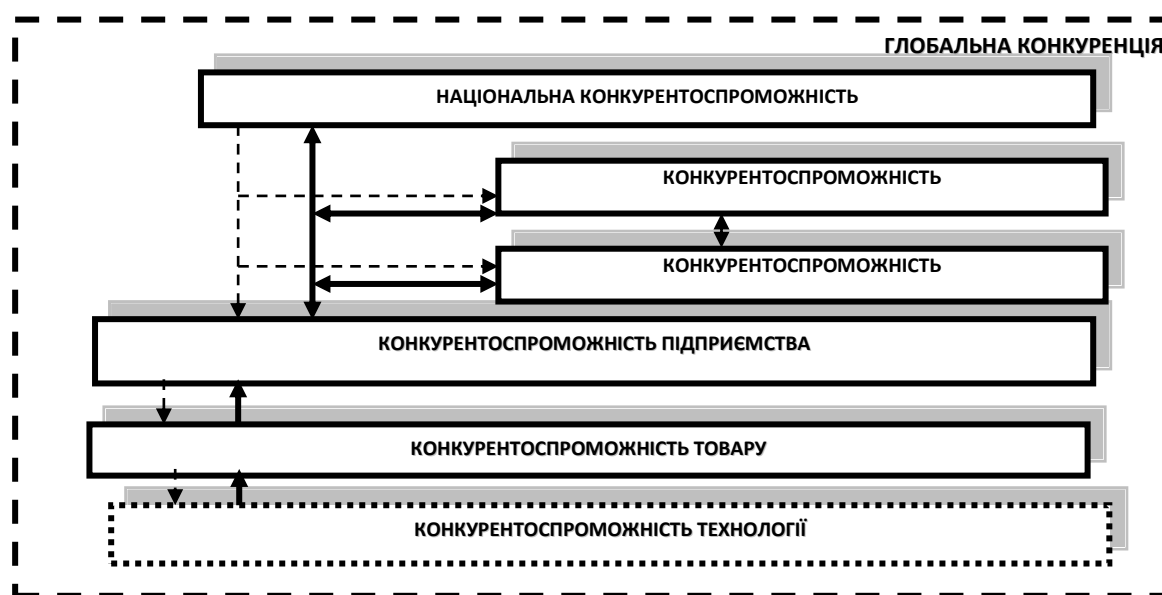 ГЛОБАЛЬНА КОНКУРЕНЦІЯ
НАЦІОНАЛЬНА КОНКУРЕНТОСПРОМОЖНІСТЬ
КОНКУРЕНТОСПРОМОЖНІСТЬ
КОНКУРЕНТОСПРОМОЖНІСТЬ
КОНКУРЕНТОСПРОМОЖНІСТЬ ПІДПРИЄМСТВА
КОНКУРЕНТОСПРОМОЖНІСТЬ ТОВАРУ
КОНКУРЕНТОСПРОМОЖНІСТЬ ТЕХНОЛОГІЇ